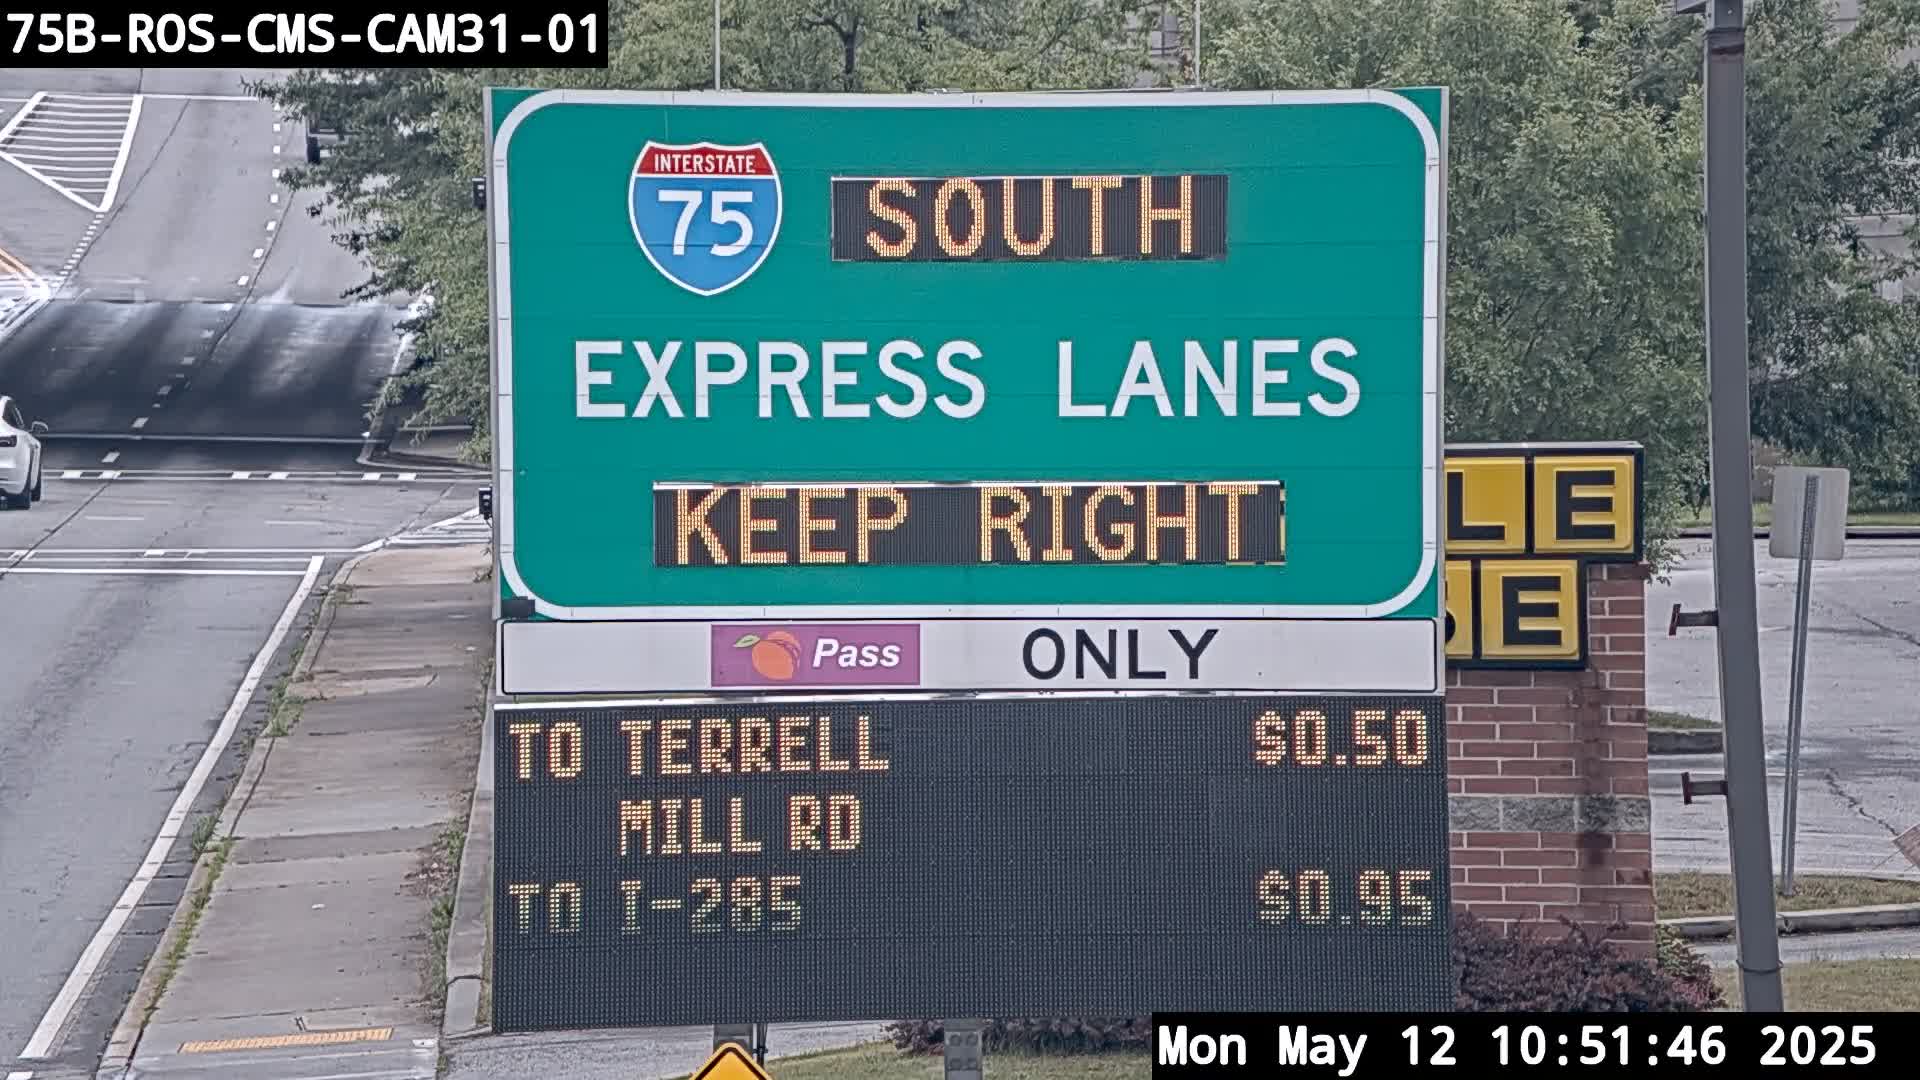 75B-ROS-CMS-CAM31-01
INTERSTATE
75
SOUTH
EXPRESS LANES
KEEP RIGHT
LE
E
Pass ONLY
TO TERRELL $0.50
MILL RD
TO I-285 $0.95
Mon May 12 10:51:46 2025